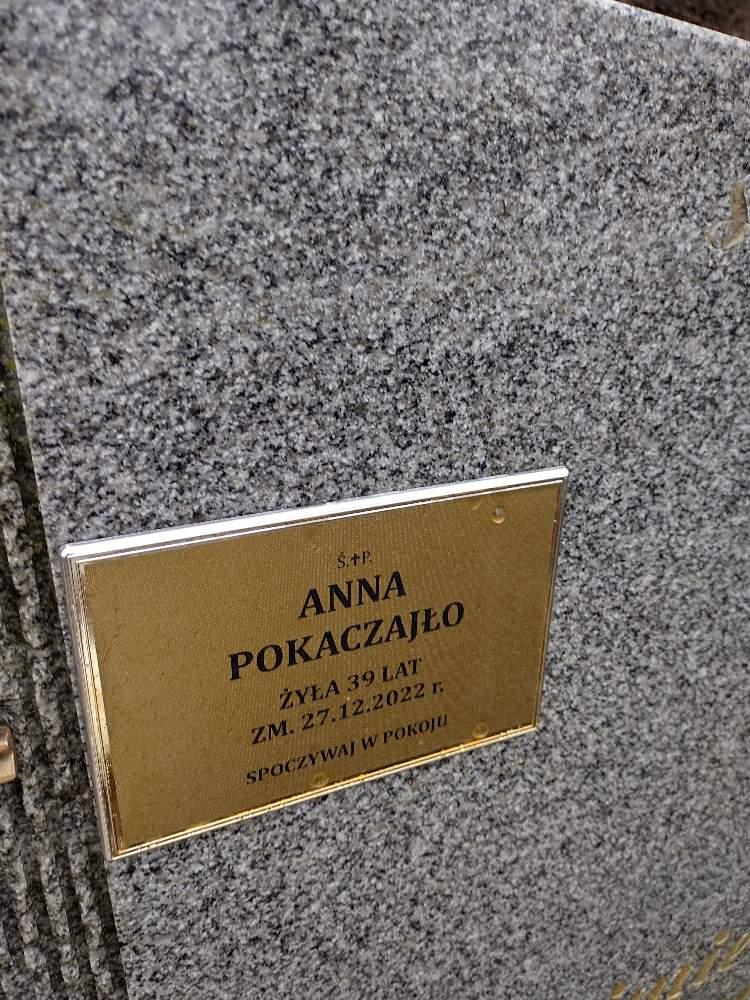 Ś.✝P.
ANNA
POKACZAJŁO
ŻYŁA 39 LAT
ZM. 27.12.2022 r.
SPOCZYWAJ W POKOJU